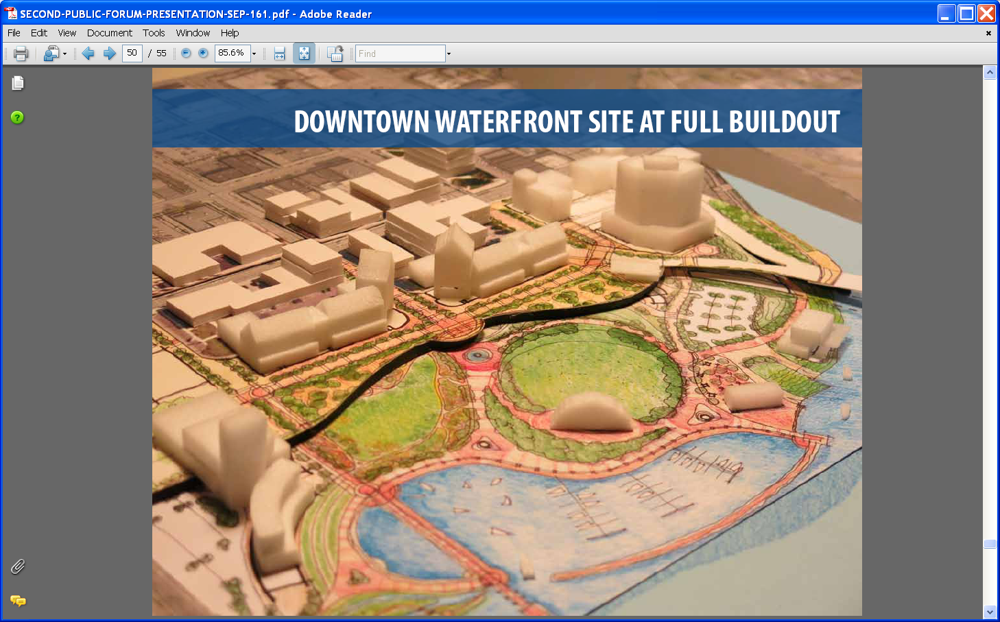 SECOND-PUBLIC-FORUM-PRESENTATION-SEP-161.pdf - Adobe Reader
File Edit View Document Tools Window Help
50 / 55 85.6% Find
DOWNTOWN WATERFRONT SITE AT FULL BUILDOUT